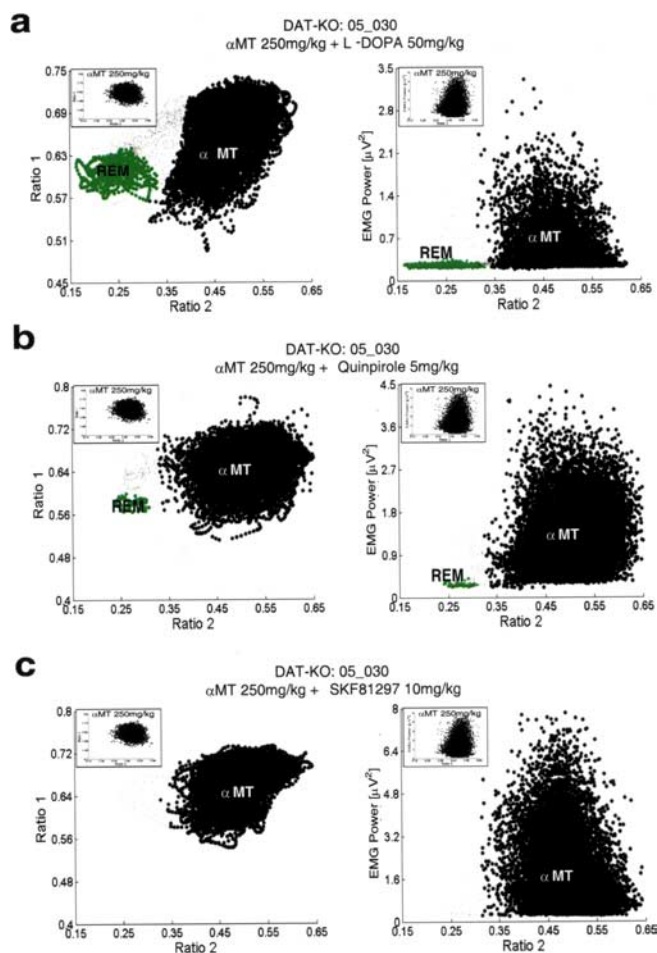 a
DAT-KO: 05_030
αMT 250mg/kg + L -DOPA 50mg/kg
αMT 250mg/kg
0.75
0.69
0.63
0.57
0.51
0.45
Ratio 1
REM
α MT
0.15 0.25 0.35 0.45 0.55 0.65
Ratio 2
αMT 250mg/kg
3.5
2.8
2.1
1.4
0.7
0
EMG Power [μV²]
REM
α MT
0.15 0.25 0.35 0.45 0.55 0.65
Ratio 2
b
DAT-KO: 05_030
αMT 250mg/kg + Quinpirole 5mg/kg
αMT 250mg/kg
0.8
0.72
0.64
0.56
0.48
0.4
Ratio 1
REM
α MT
0.15 0.25 0.35 0.45 0.55 0.65
Ratio 2
αMT 250mg/kg
4.5
3.6
2.7
1.8
0.9
0
EMG Power [μV²]
REM
α MT
0.15 0.25 0.35 0.45 0.55 0.65
Ratio 2
c
DAT-KO: 05_030
αMT 250mg/kg + SKF81297 10mg/kg
αMT 250mg/kg
0.8
0.72
0.64
0.56
0.48
0.4
Ratio 1
α MT
0.15 0.25 0.35 0.45 0.55 0.65
Ratio 2
αMT 250mg/kg
8
6.4
4.8
3.2
1.6
0
EMG Power [μV²]
α MT
0.15 0.25 0.35 0.45 0.55 0.65
Ratio 2